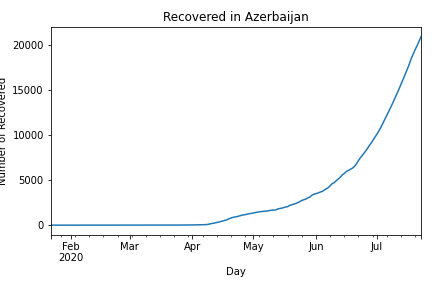 Recovered in Azerbaijan
Number of Recovered
20000
15000
10000
5000
0
Feb Mar Apr May Jun Jul
2020
Day